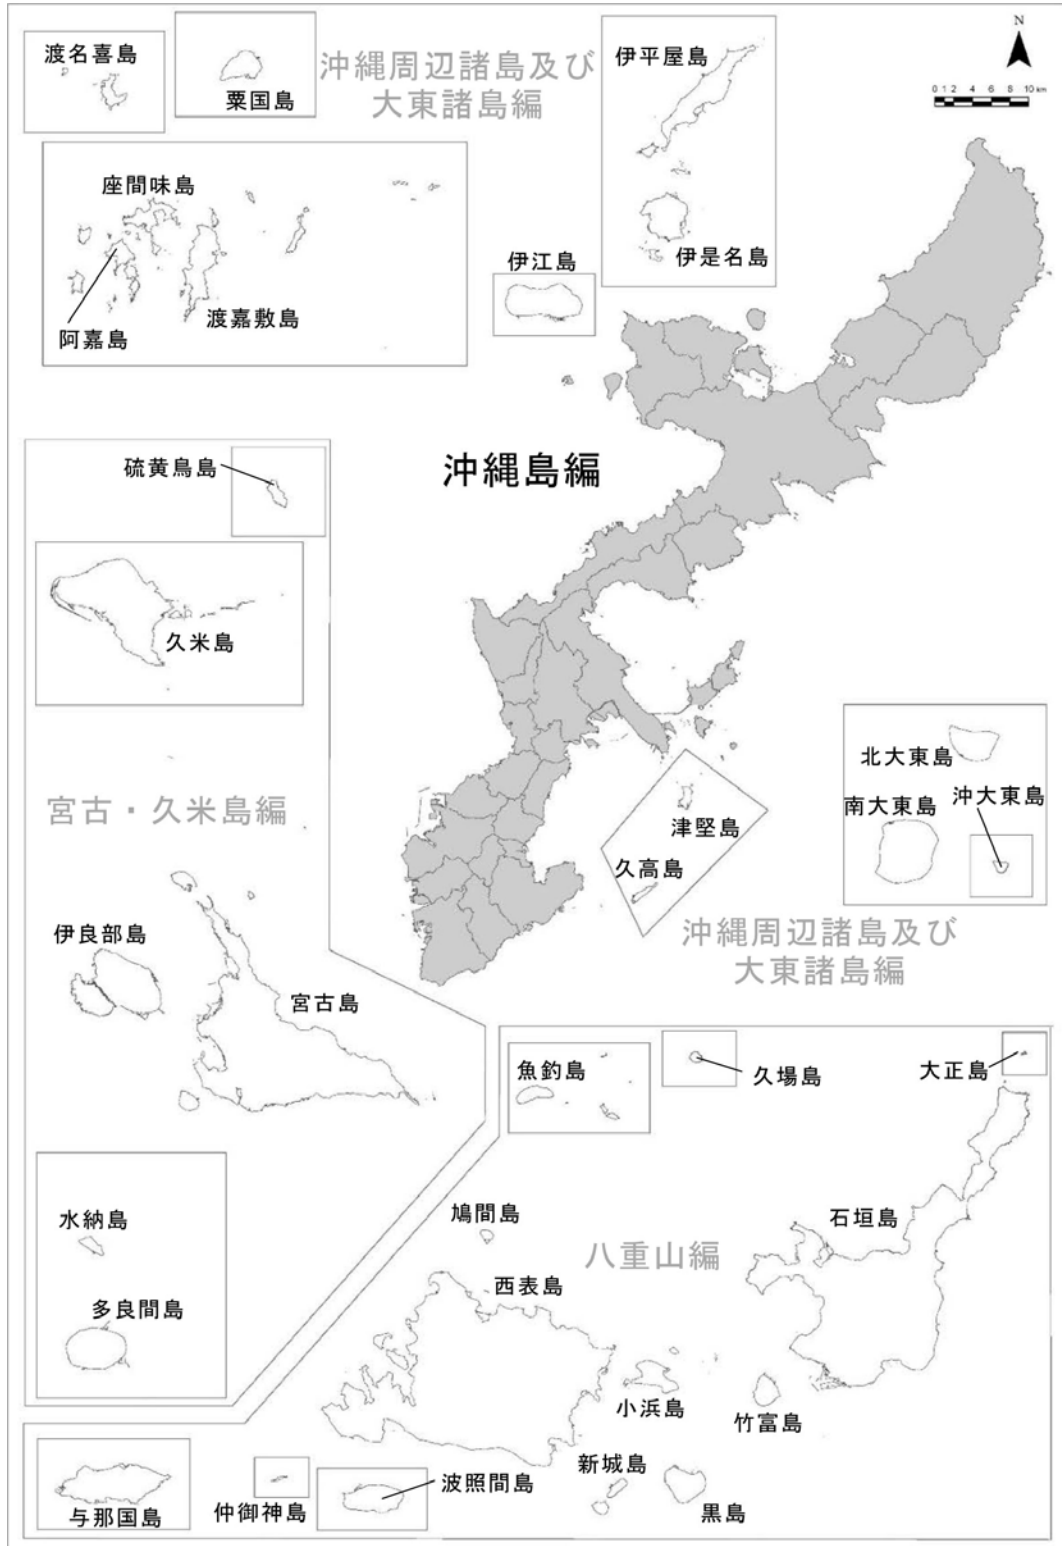 渡名喜島
粟国島
沖縄周辺諸島及び
大東諸島編
伊平屋島
N
0 1 2 4 6 8 10 km
座間味島
伊是名島
伊江島
渡嘉敷島
阿嘉島
沖縄島編
硫黄鳥島
久米島
北大東島
宮古・久米島編
南大東島
沖大東島
津堅島
久高島
伊良部島
沖縄周辺諸島及び
大東諸島編
宮古島
魚釣島
久場島
大正島
水納島
鳩間島
石垣島
八重山編
西表島
多良間島
小浜島
竹富島
新城島
波照間島
与那国島
仲御神島
黒島